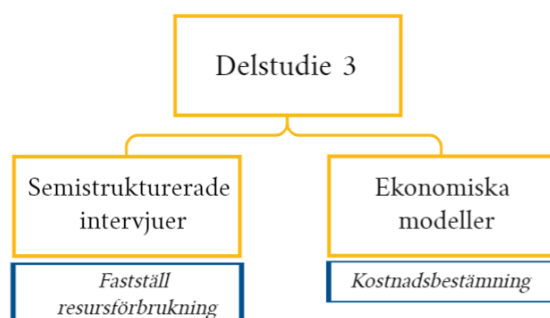 Delstudie 3
Semistrukturerade
intervjuer
Ekonomiska
modeller
Fastställ
resursförbrukning
Kostnadsbestämning